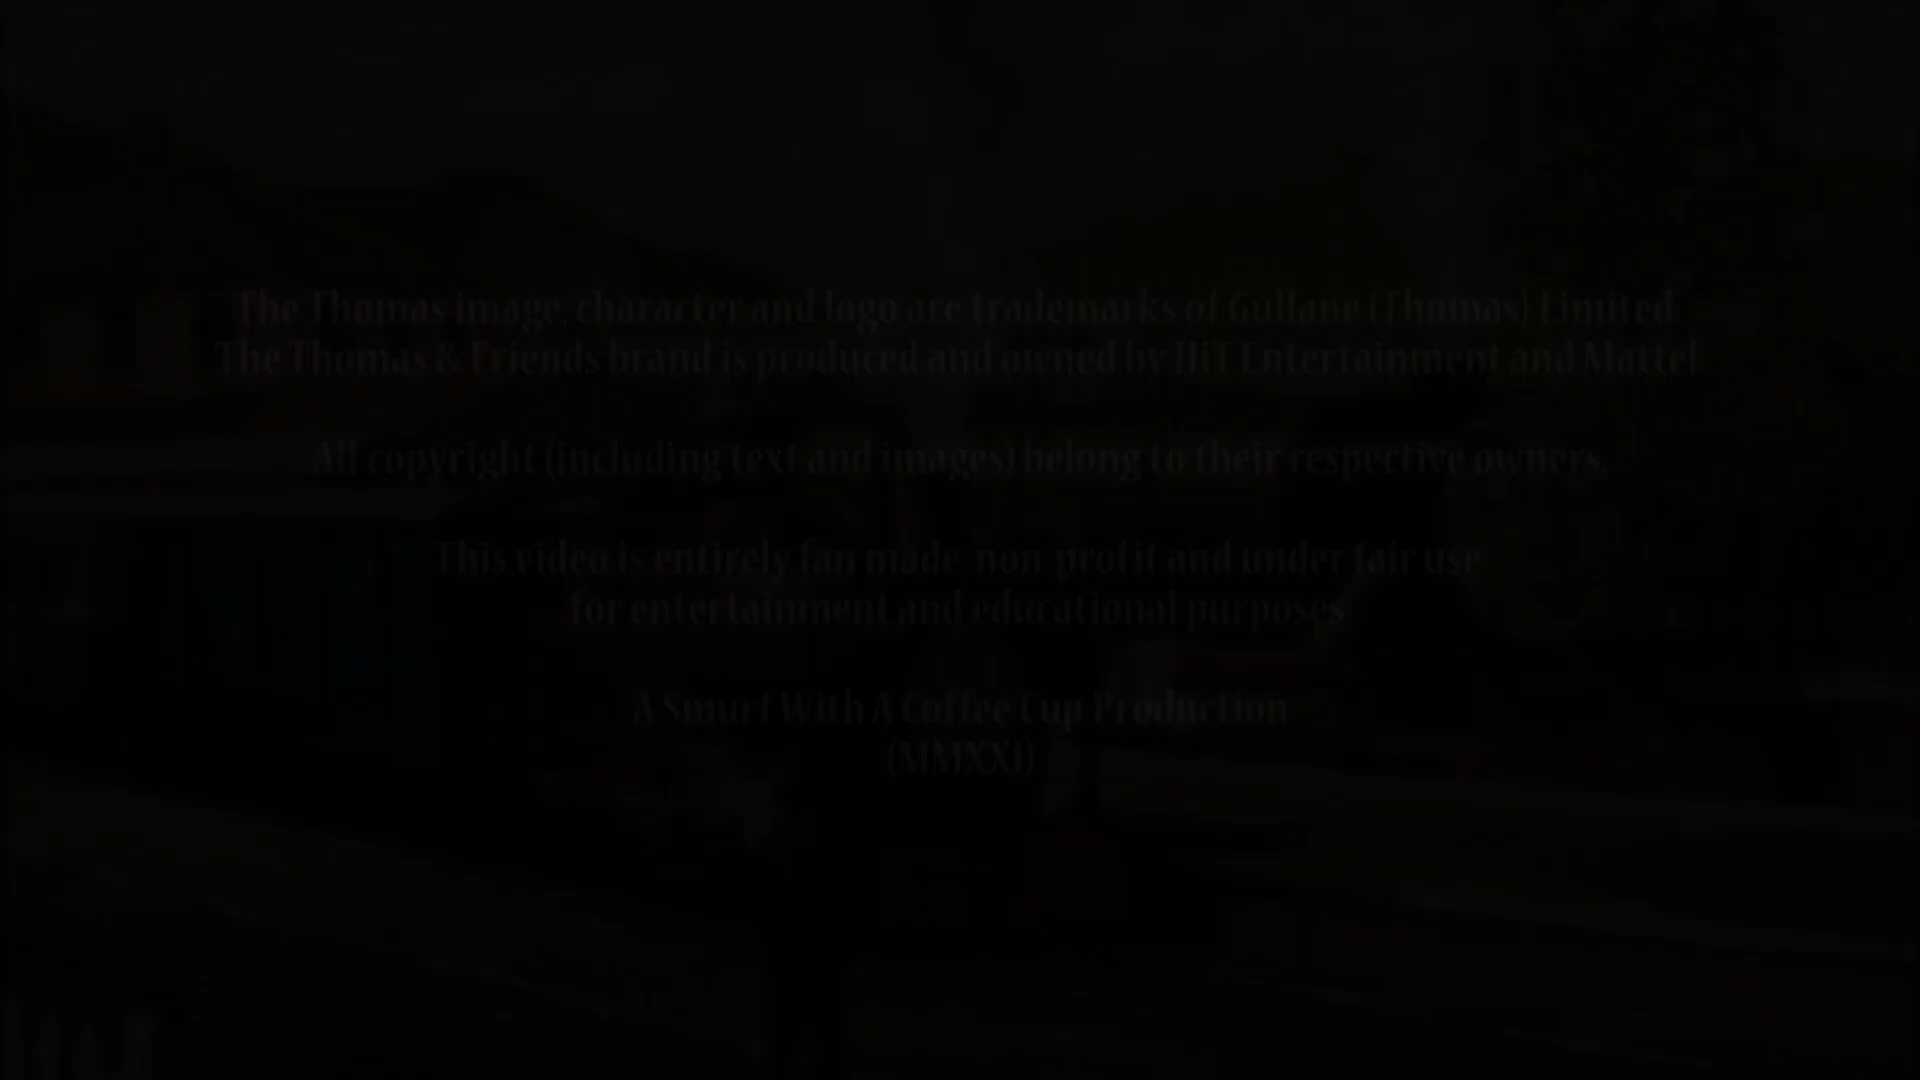 The Thomas image, character and logo are trademarks of Gullane (Thomas) Limited.
The Thomas & Friends brand is produced and owned by HIT Entertainment and Mattel.
All copyright (including text and images) belong to their respective owners.
This video is entirely fan made, non-profit and under fair use
for entertainment and educational purposes.
A Smurf With A Coffee Cup Production
(MMXXI)